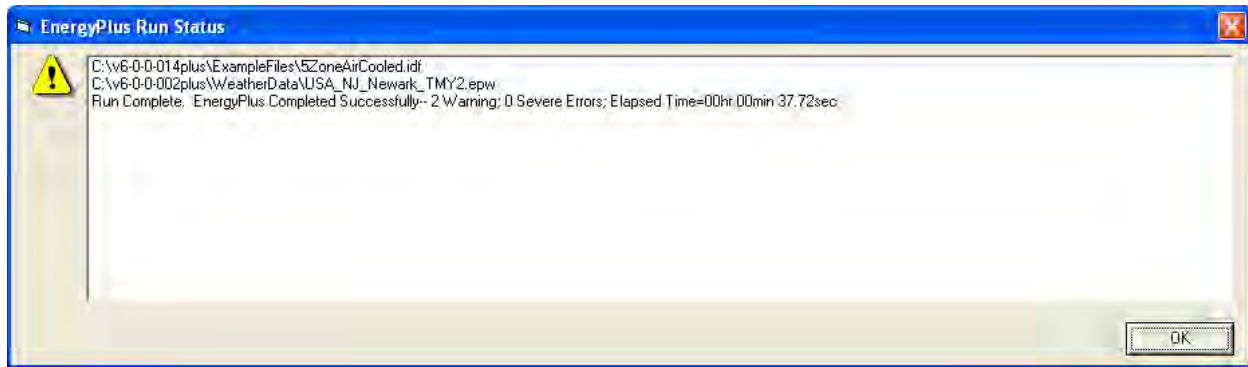 EnergyPlus Run Status
C:\v6-0-0-014plus\ExampleFiles\5ZoneAirCooled.idf
C:\v6-0-0-002plus\WeatherData\USA_NJ_Newark_TMY2.epw
Run Complete. EnergyPlus Completed Successfully-- 2 Warning; 0 Severe Errors; Elapsed Time=00hr 00min 37.72sec
OK